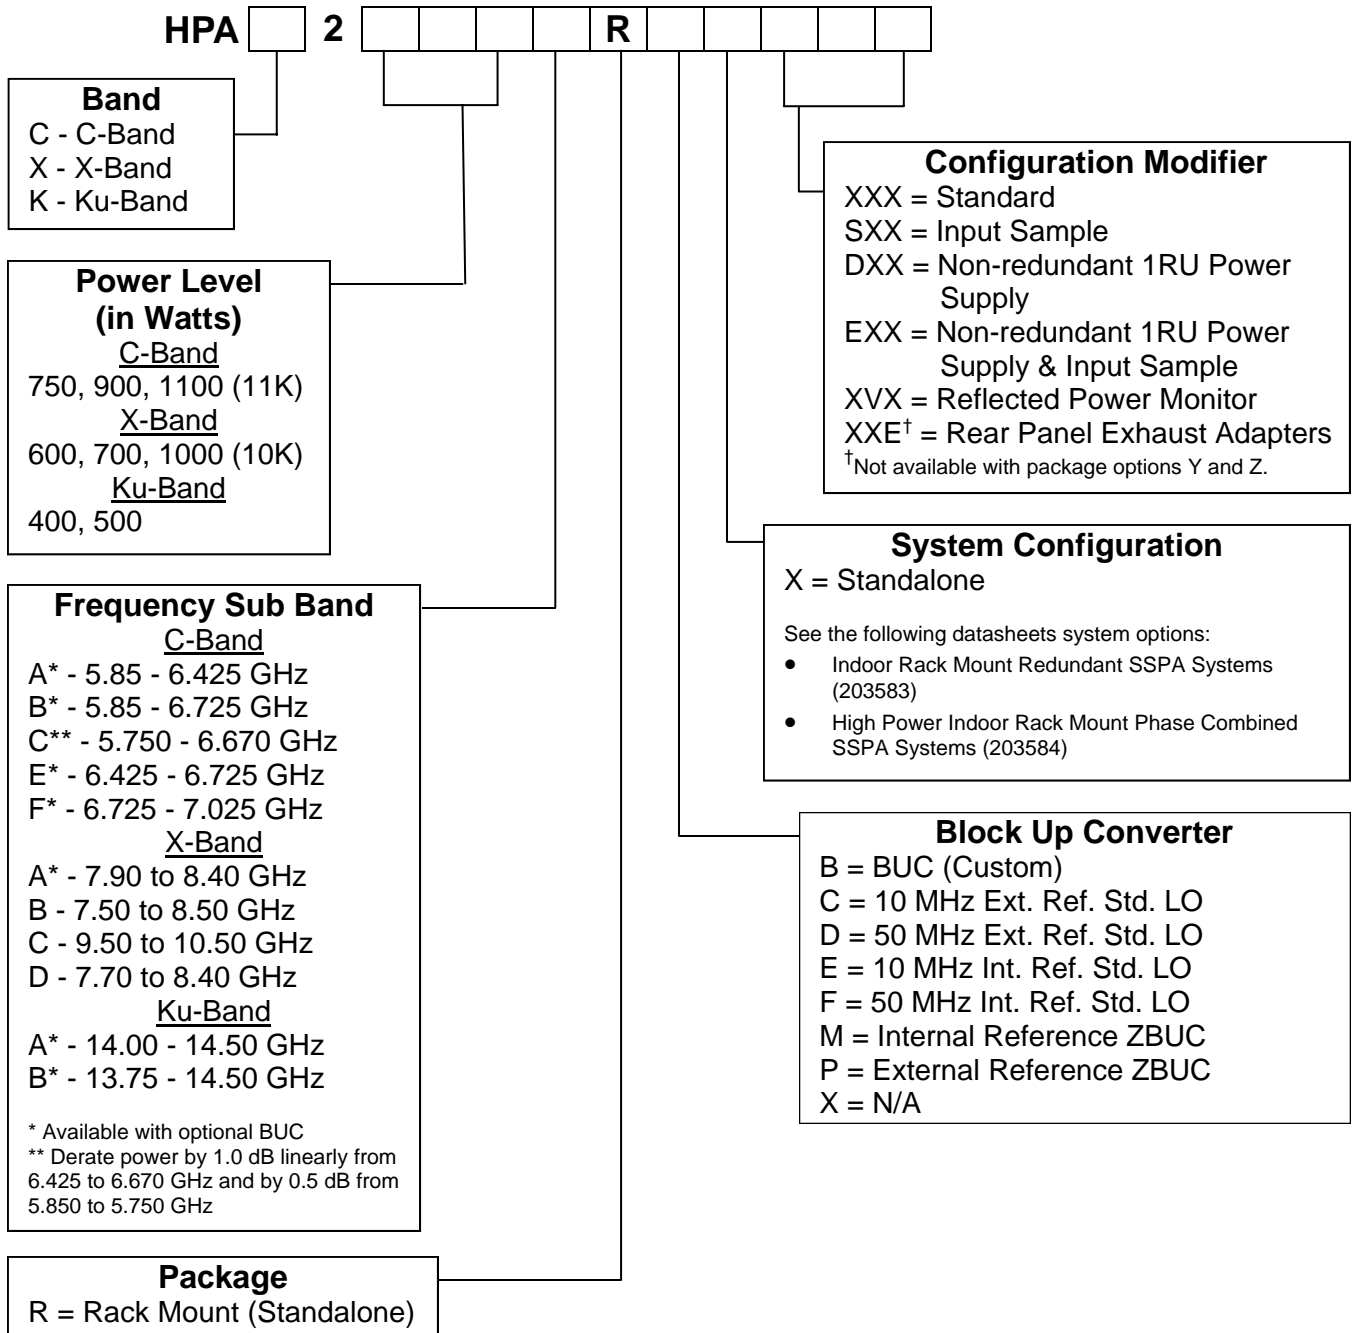 HPA 2 R
Band
C - C-Band
X - X-Band
K - Ku-Band
Power Level
(in Watts)
C-Band
750, 900, 1100 (11K)
X-Band
600, 700, 1000 (10K)
Ku-Band
400, 500
Frequency Sub Band
C-Band
A* - 5.85 - 6.425 GHz
B* - 5.85 - 6.725 GHz
C** - 5.750 - 6.670 GHz
E* - 6.425 - 6.725 GHz
F* - 6.725 - 7.025 GHz
X-Band
A* - 7.90 to 8.40 GHz
B - 7.50 to 8.50 GHz
C - 9.50 to 10.50 GHz
D - 7.70 to 8.40 GHz
Ku-Band
A* - 14.00 - 14.50 GHz
B* - 13.75 - 14.50 GHz
* Available with optional BUC
** Derate power by 1.0 dB linearly from
6.425 to 6.670 GHz and by 0.5 dB from
5.850 to 5.750 GHz
Package
R = Rack Mount (Standalone)
Configuration Modifier
XXX = Standard
SXX = Input Sample
DXX = Non-redundant 1RU Power
Supply
EXX = Non-redundant 1RU Power
Supply & Input Sample
XVX = Reflected Power Monitor
XXE† = Rear Panel Exhaust Adapters
†Not available with package options Y and Z.
System Configuration
X = Standalone
See the following datasheets system options:
• Indoor Rack Mount Redundant SSPA Systems
(203583)
• High Power Indoor Rack Mount Phase Combined
SSPA Systems (203584)
Block Up Converter
B = BUC (Custom)
C = 10 MHz Ext. Ref. Std. LO
D = 50 MHz Ext. Ref. Std. LO
E = 10 MHz Int. Ref. Std. LO
F = 50 MHz Int. Ref. Std. LO
M = Internal Reference ZBUC
P = External Reference ZBUC
X = N/A